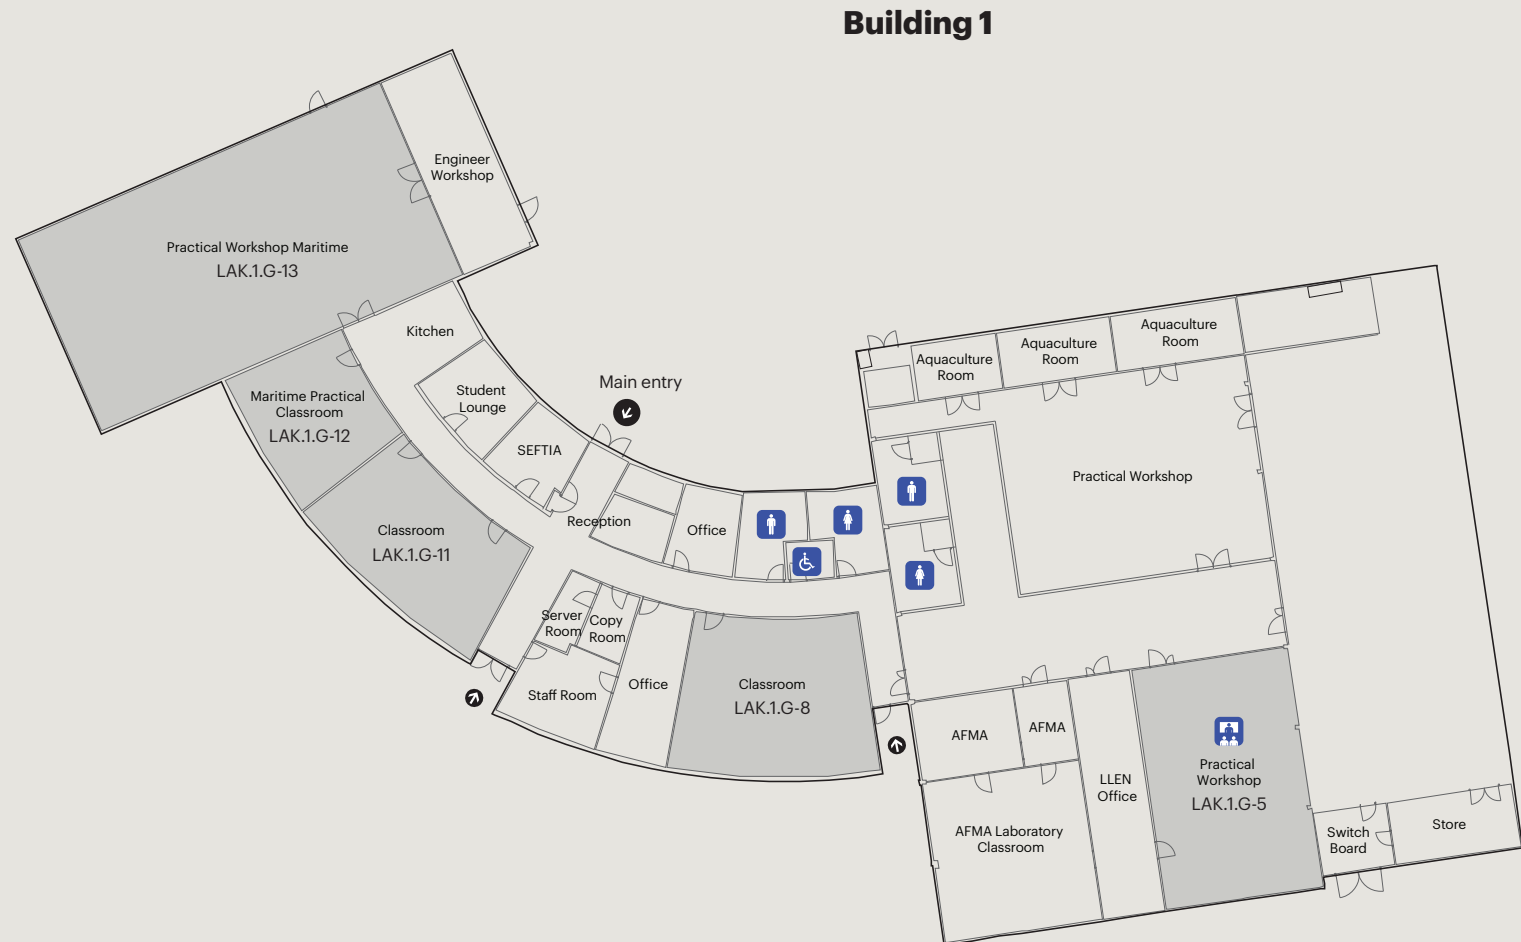 Building 1
Engineer
Workshop
Practical Workshop Maritime
LAK.1.G-13
Kitchen
Maritime Practical
Classroom
LAK.1.G-12
Student
Lounge
SEFTIA
Main entry
Classroom
LAK.1.G-11
Reception
Office
Server
Room
Copy
Room
Staff Room
Office
Classroom
LAK.1.G-8
Aquaculture
Room
Aquaculture
Room
Aquaculture
Room
Practical Workshop
AFMA
AFMA
AFMA Laboratory
Classroom
LLEN
Office
Practical
Workshop
LAK.1.G-5
Switch
Board
Store